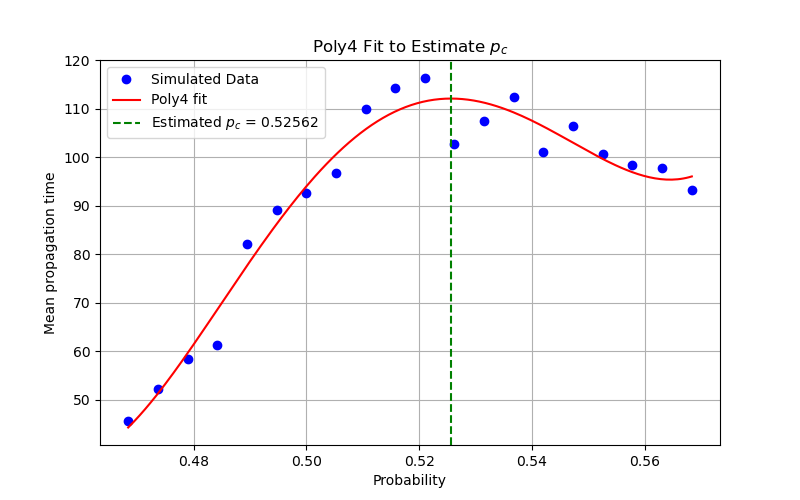 Poly4 Fit to Estimate $p_c$
Simulated Data
Poly4 fit
Estimated $p_c$ = 0.52562
120
110
100
90
80
70
60
50
Mean propagation time
0.48 0.50 0.52 0.54 0.56
Probability